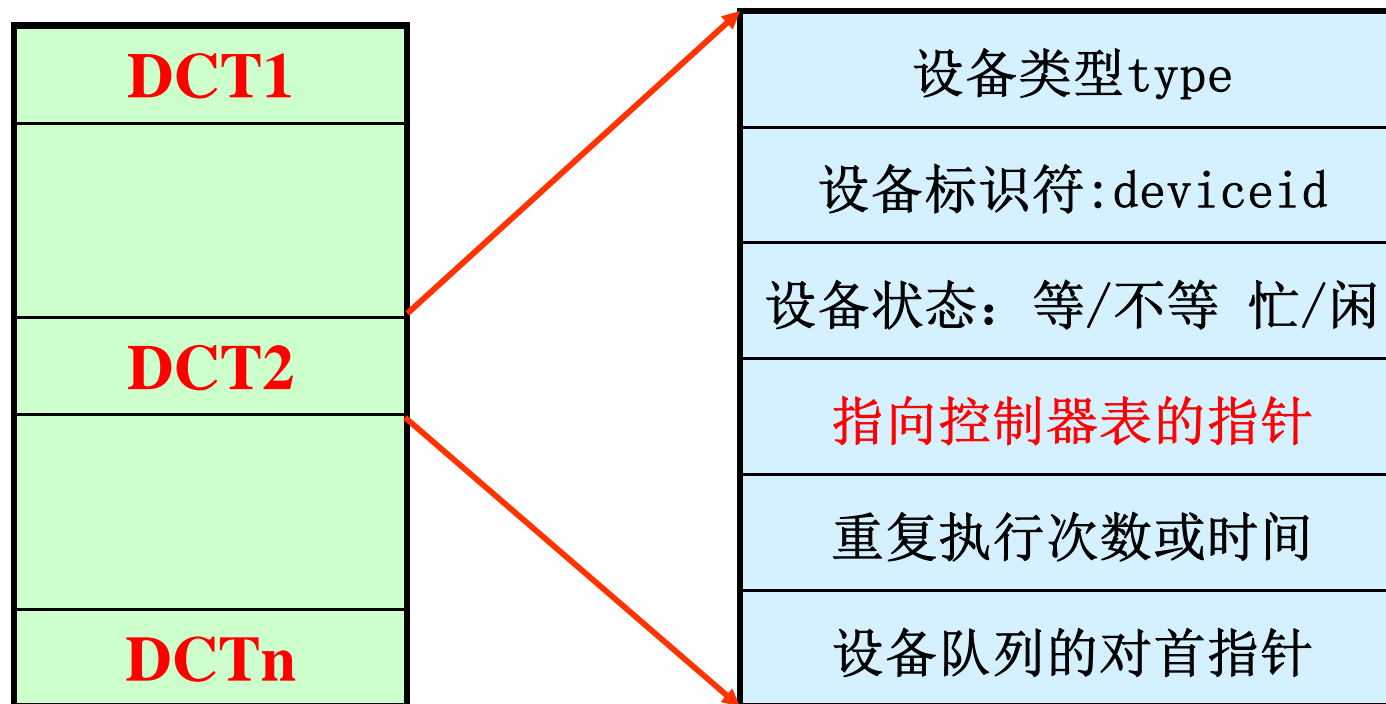 DCT1
DCT2
DCTn
设备类型type
设备标识符:deviceid
设备状态：等/不等 忙/闲
指向控制器表的指针
重复执行次数或时间
设备队列的对首指针